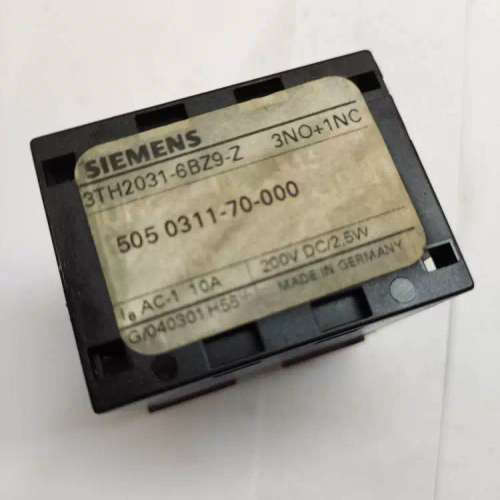 SIEMENS
3TH2031-6BZ9-Z 3NO+1NC
505 0311-70-000
Ie AC-1 10A 200V DC/2,5W
G/040301 H55 MADE IN GERMANY